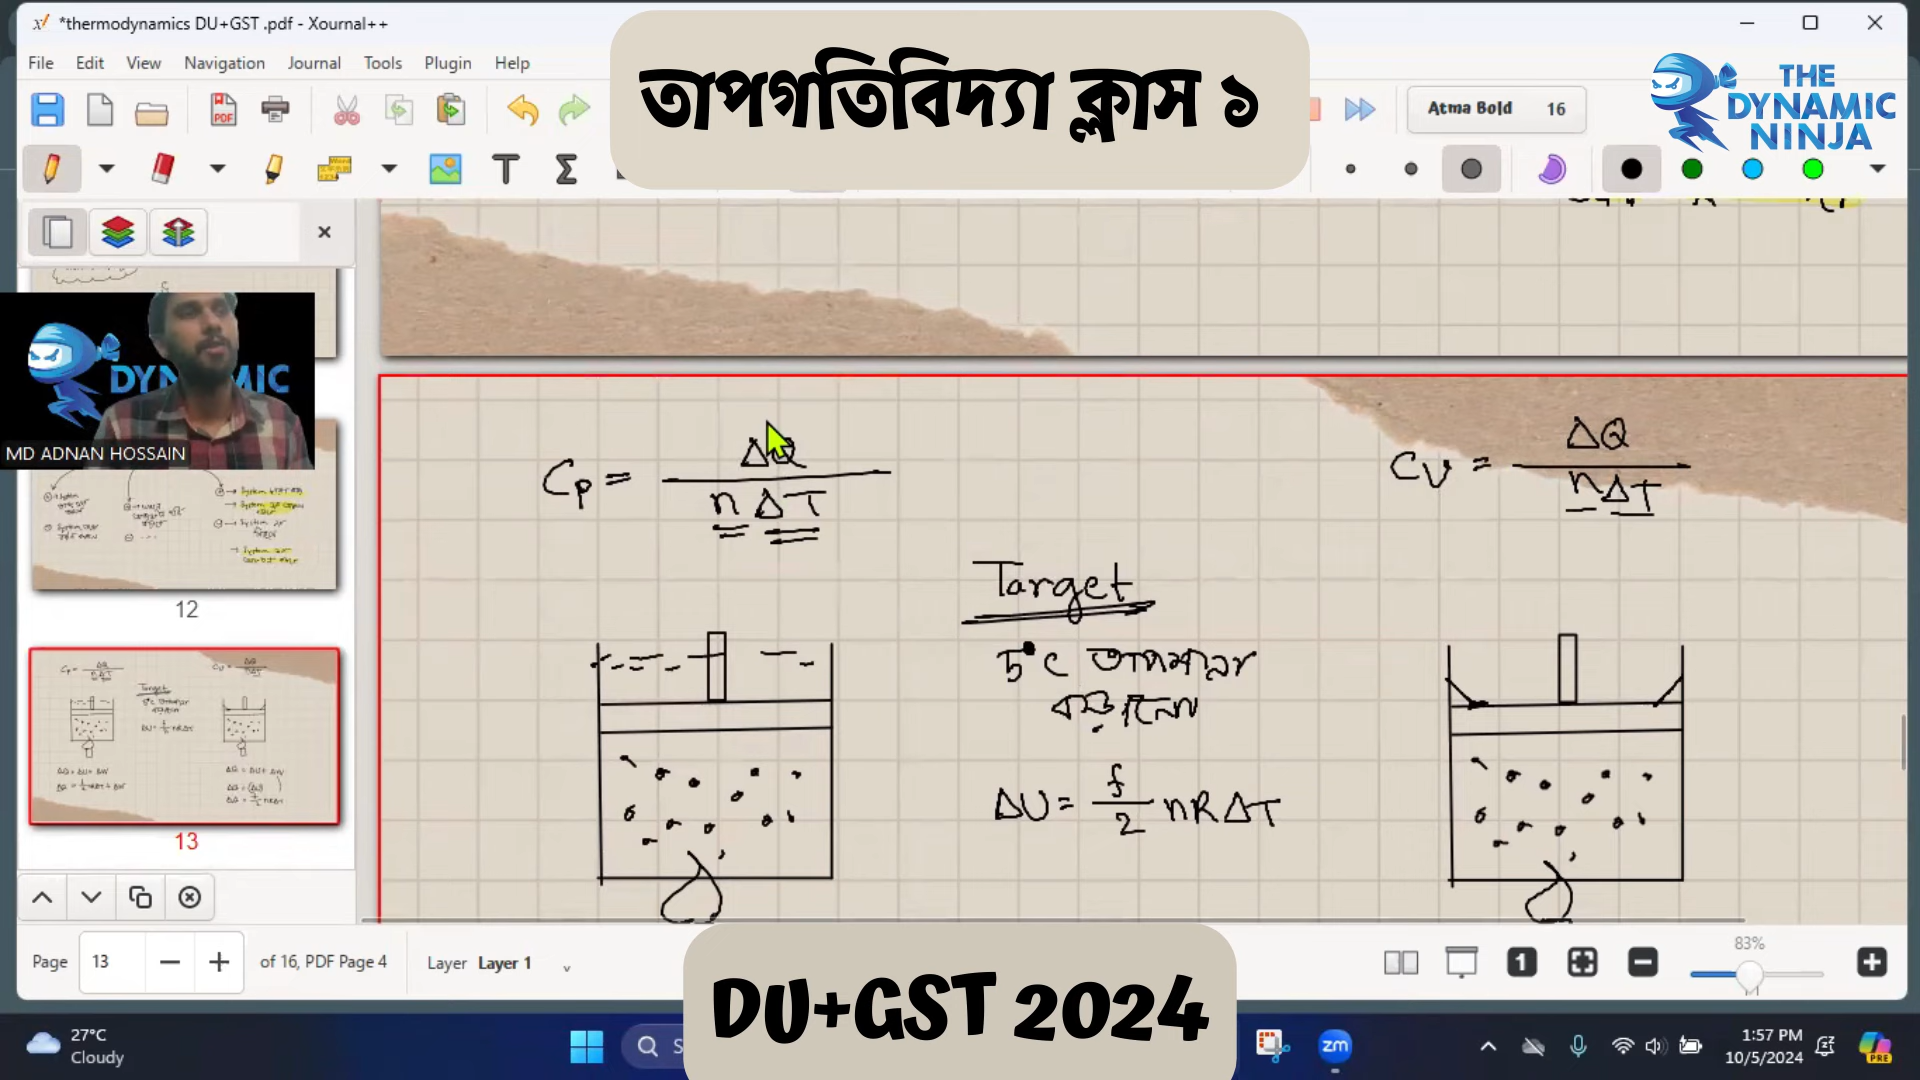 *thermodynamics DU+GST .pdf - Xournal++
File Edit View Navigation Journal Tools Plugin Help
তাপগতিবিদ্যা ক্লাস ১
Atma Bold 16
THE
DYNAMIC
NINJA
MD ADNAN HOSSAIN
Cp = ΔQ / nΔT
Cv = ΔQ / nΔT
Target
5°C তাপমাত্রার
ΔU = f/2 nRΔT
12
13
Page 13 of 16, PDF Page 4 Layer Layer 1
83%
DU+GST 2024
27°C
Cloudy
1:57 PM
10/5/2024